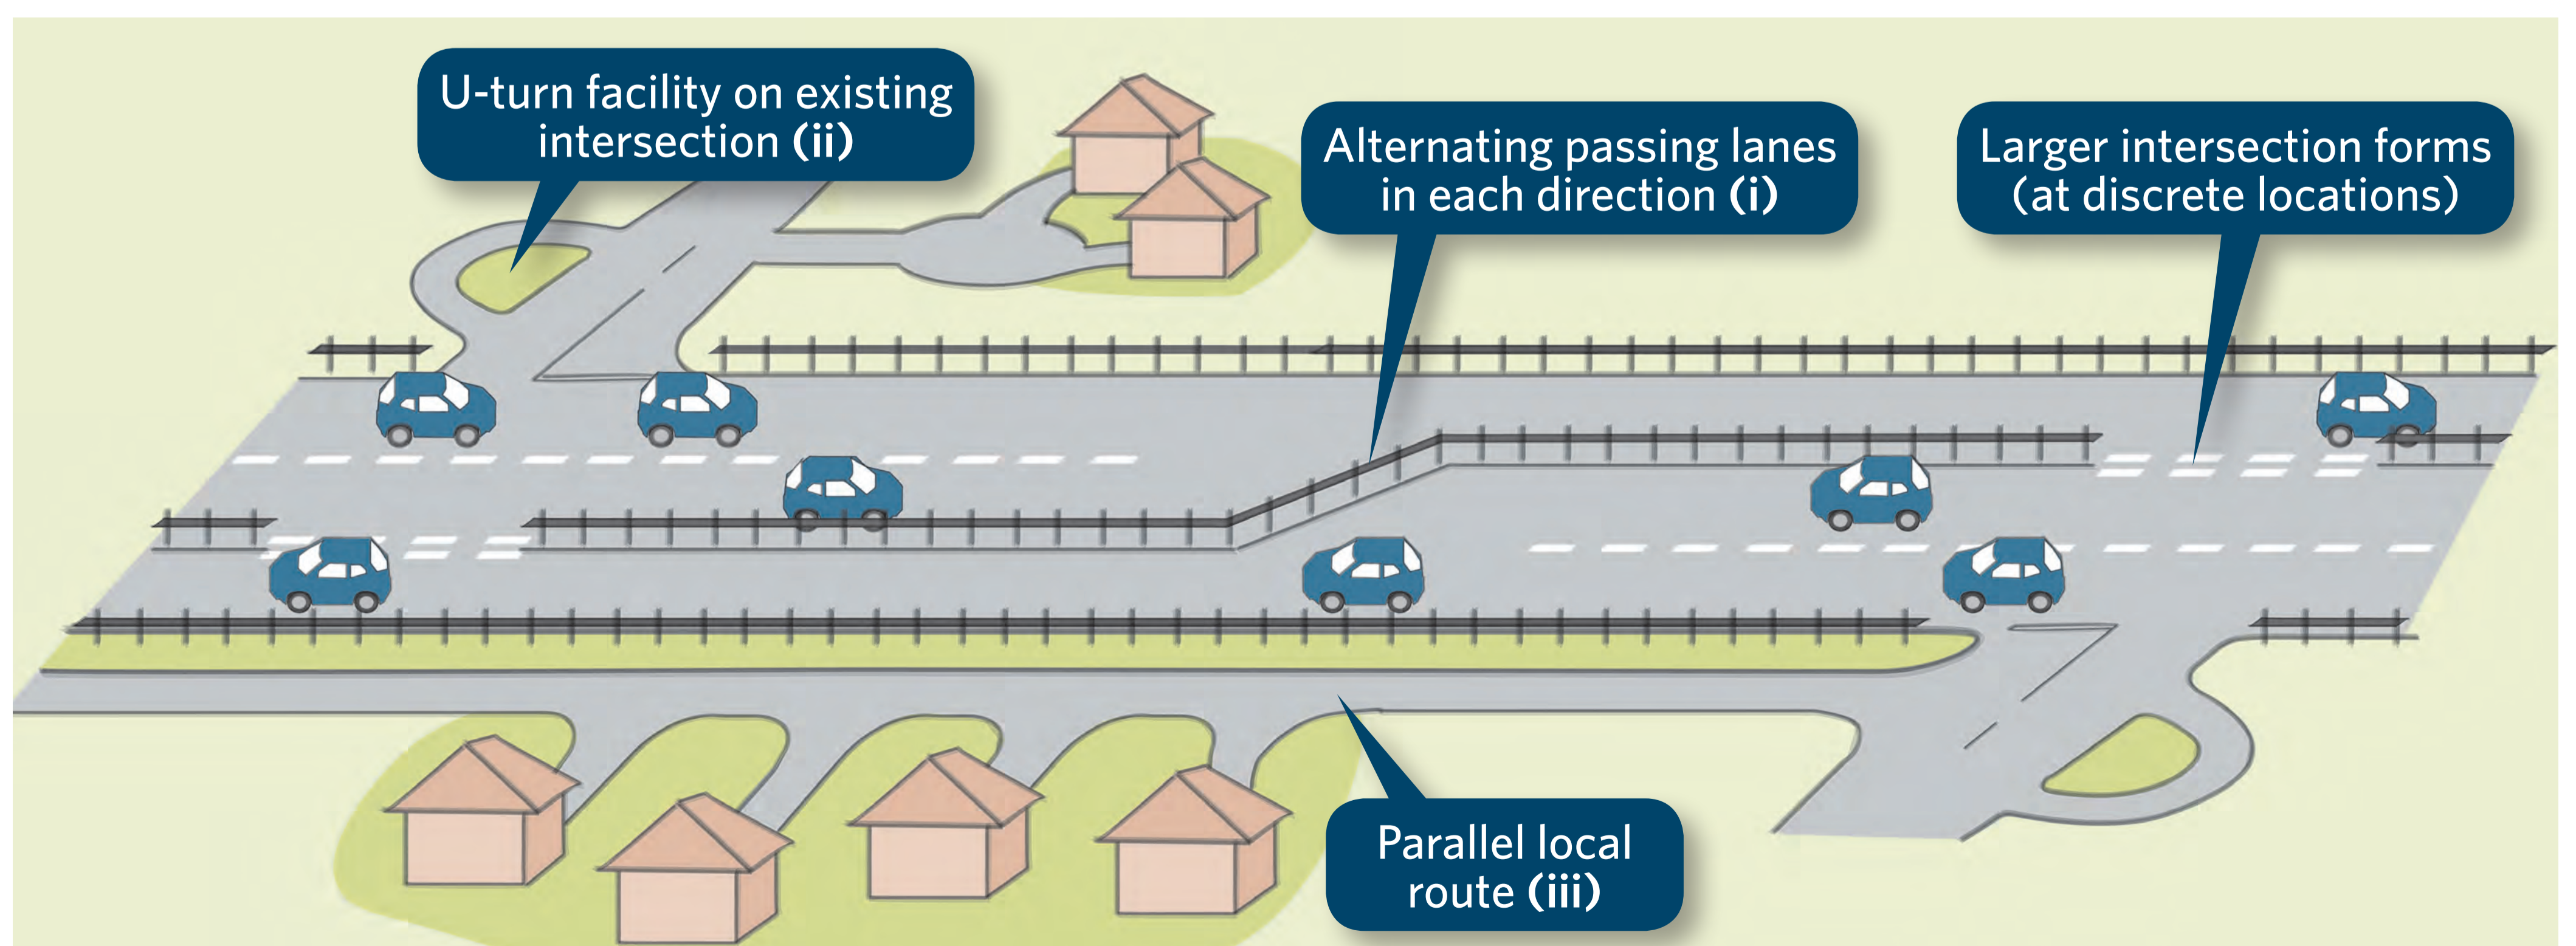 U-turn facility on existing
intersection (ii)
Alternating passing lanes
in each direction (i)
Larger intersection forms
(at discrete locations)
Parallel local
route (iii)